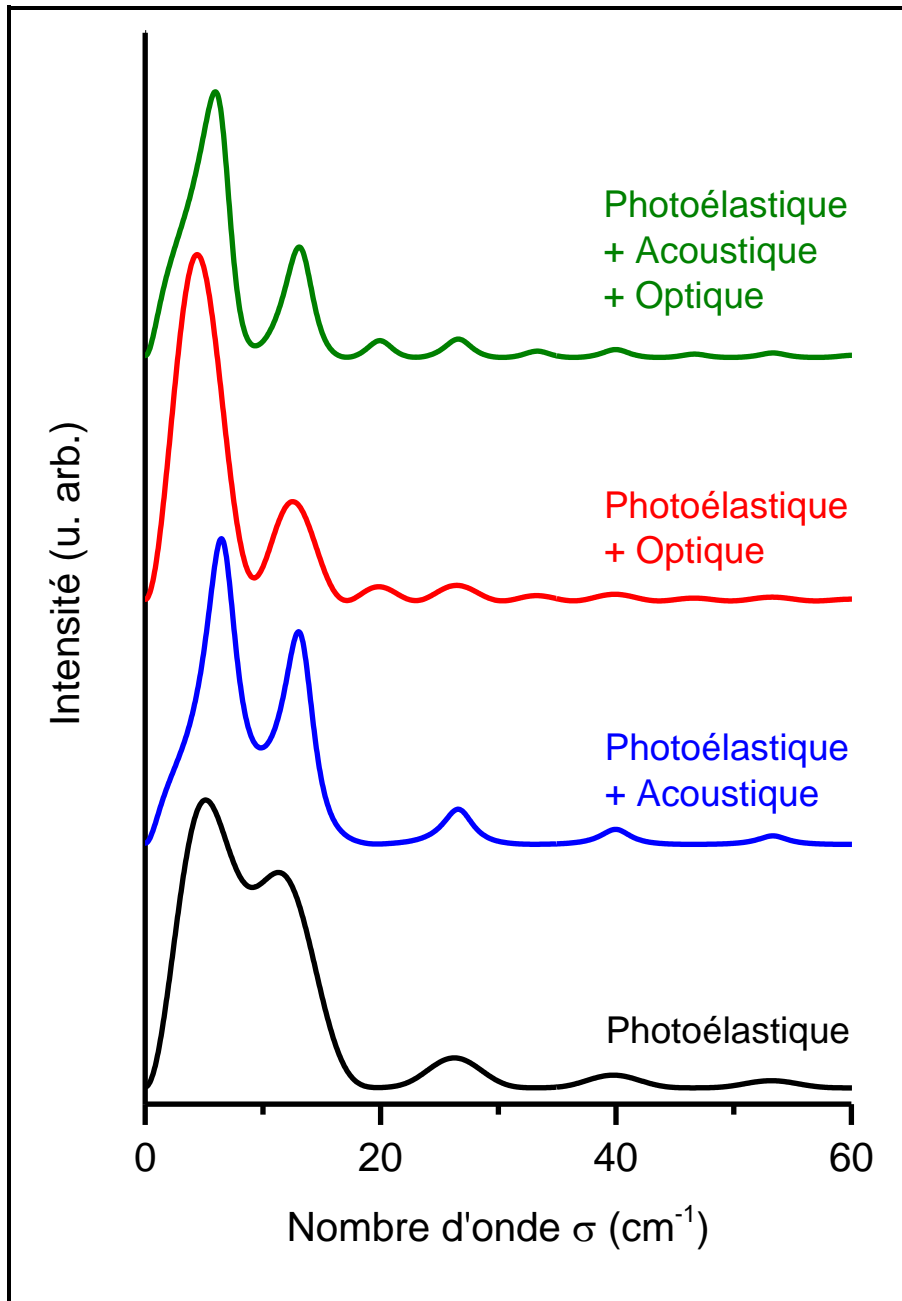 Photoélastique
+ Acoustique
+ Optique
Photoélastique
+ Optique
Photoélastique
+ Acoustique
Photoélastique
Intensité (u. arb.)
0 20 40 60
Nombre d'onde σ (cm⁻¹)